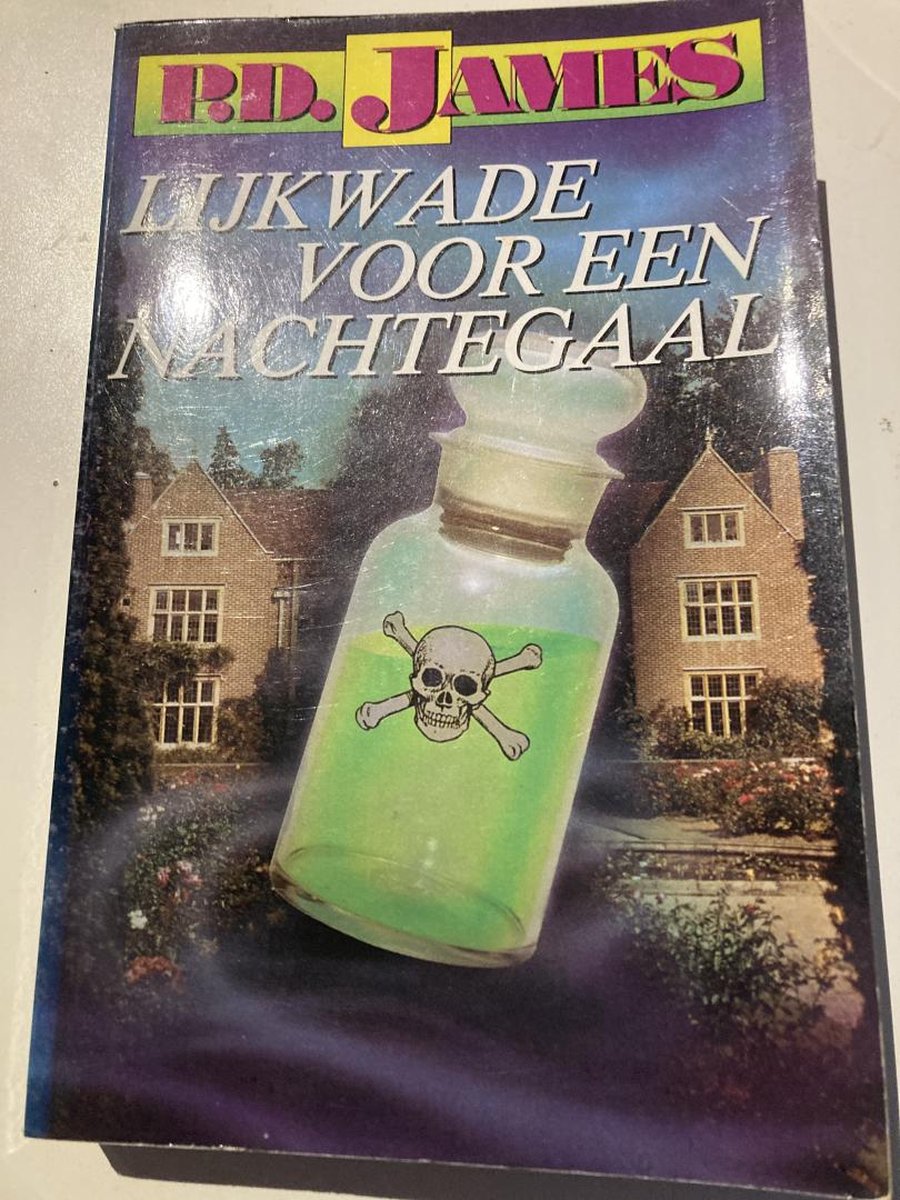 P.D. JAMES
LIJKWADE
VOOR EEN
NACHTEGAAL